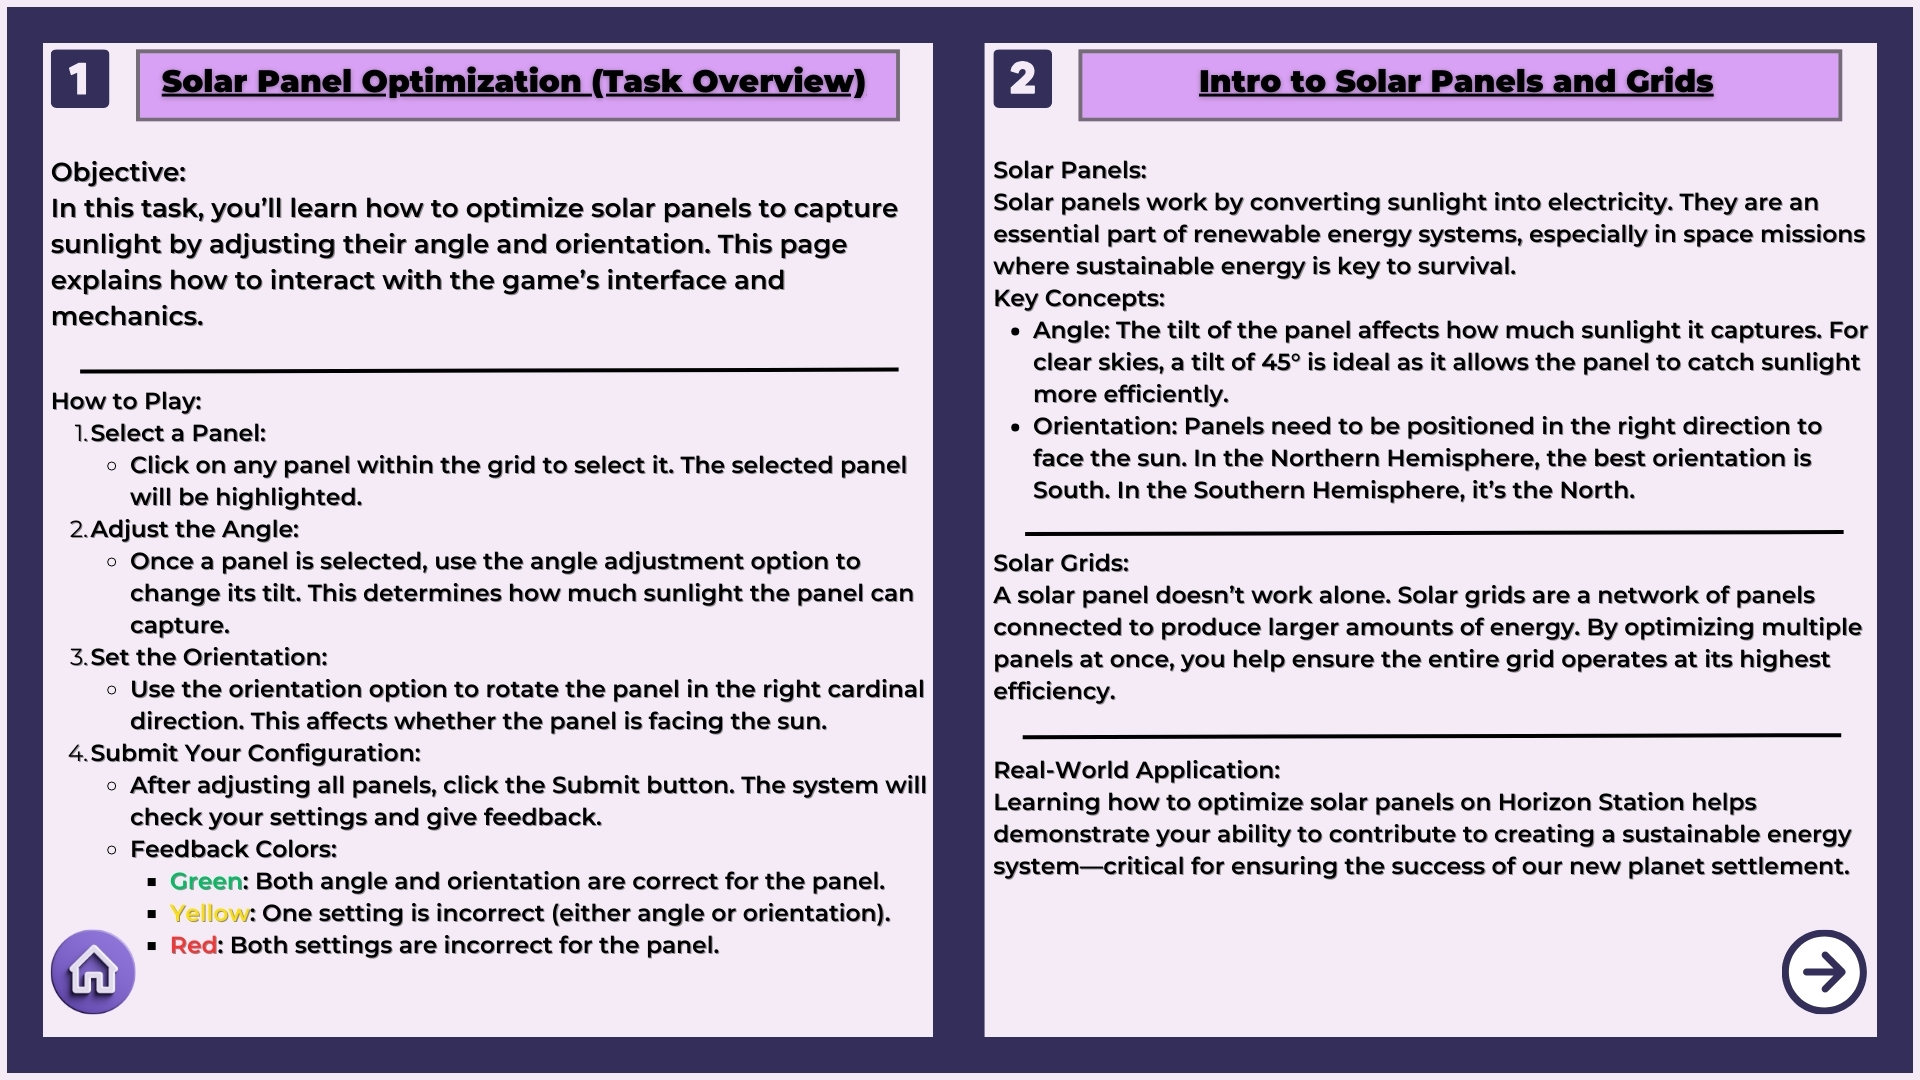 1
Solar Panel Optimization (Task Overview)
Objective:
In this task, you’ll learn how to optimize solar panels to capture
sunlight by adjusting their angle and orientation. This page
explains how to interact with the game’s interface and
mechanics.
How to Play:
1. Select a Panel:
Click on any panel within the grid to select it. The selected panel
will be highlighted.
2. Adjust the Angle:
Once a panel is selected, use the angle adjustment option to
change its tilt. This determines how much sunlight the panel can
capture.
3. Set the Orientation:
Use the orientation option to rotate the panel in the right cardinal
direction. This affects whether the panel is facing the sun.
4. Submit Your Configuration:
After adjusting all panels, click the Submit button. The system will
check your settings and give feedback.
Feedback Colors:
Green: Both angle and orientation are correct for the panel.
Yellow: One setting is incorrect (either angle or orientation).
Red: Both settings are incorrect for the panel.
2
Intro to Solar Panels and Grids
Solar Panels:
Solar panels work by converting sunlight into electricity. They are an
essential part of renewable energy systems, especially in space missions
where sustainable energy is key to survival.
Key Concepts:
Angle: The tilt of the panel affects how much sunlight it captures. For
clear skies, a tilt of 45° is ideal as it allows the panel to catch sunlight
more efficiently.
Orientation: Panels need to be positioned in the right direction to
face the sun. In the Northern Hemisphere, the best orientation is
South. In the Southern Hemisphere, it’s the North.
Solar Grids:
A solar panel doesn’t work alone. Solar grids are a network of panels
connected to produce larger amounts of energy. By optimizing multiple
panels at once, you help ensure the entire grid operates at its highest
efficiency.
Real-World Application:
Learning how to optimize solar panels on Horizon Station helps
demonstrate your ability to contribute to creating a sustainable energy
system—critical for ensuring the success of our new planet settlement.